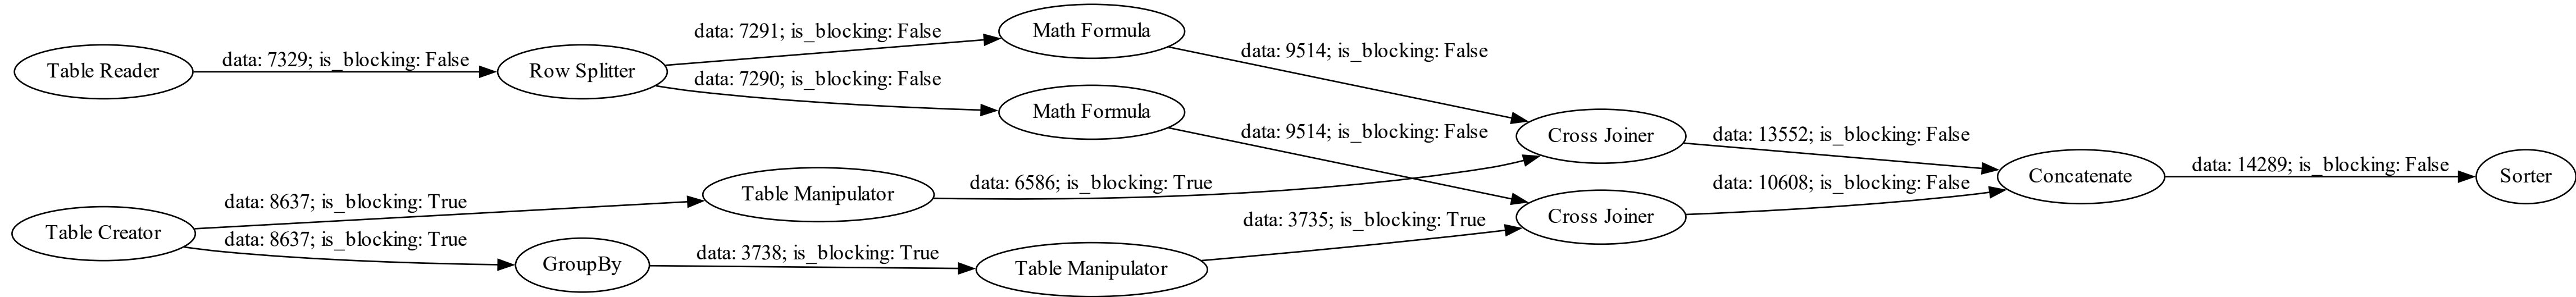 data: 7291; is_blocking: False
Math Formula
Table Reader
data: 7329; is_blocking: False
Row Splitter
data: 7290; is_blocking: False
data: 9514; is_blocking: False
Math Formula
data: 9514; is_blocking: False
Cross Joiner
data: 13552; is_blocking: False
Table Creator
data: 8637; is_blocking: True
Table Manipulator
data: 6586; is_blocking: True
data: 8637; is_blocking: True
GroupBy
data: 3738; is_blocking: True
Table Manipulator
data: 3735; is_blocking: True
Cross Joiner
data: 10608; is_blocking: False
Concatenate
data: 14289; is_blocking: False
Sorter